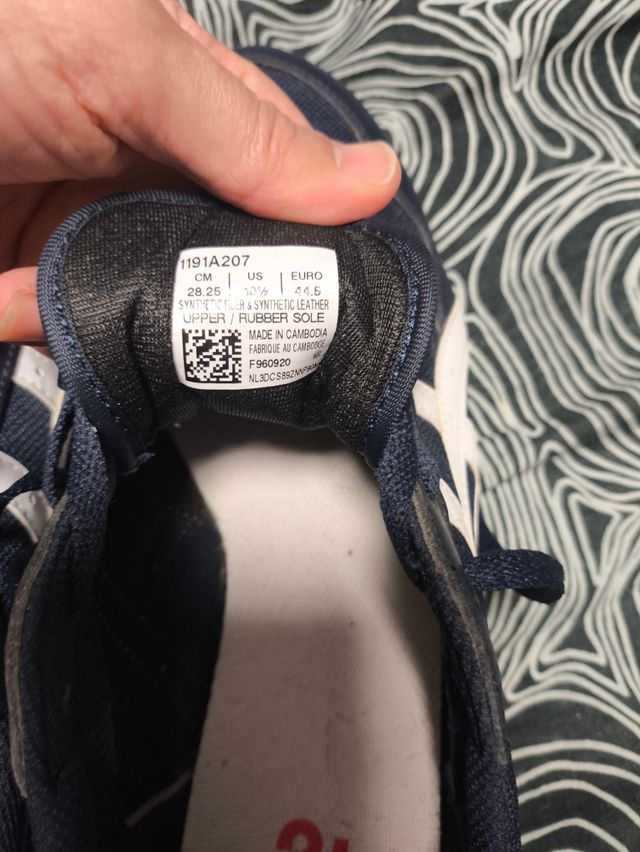 1191A207
CM | US | EURO
28.25 | 10½ | 44.5
SYNTHETIC FIBER & SYNTHETIC LEATHER
UPPER / RUBBER SOLE
MADE IN CAMBODIA
FABRIQUE AU CAMBODGE
F960920 WR